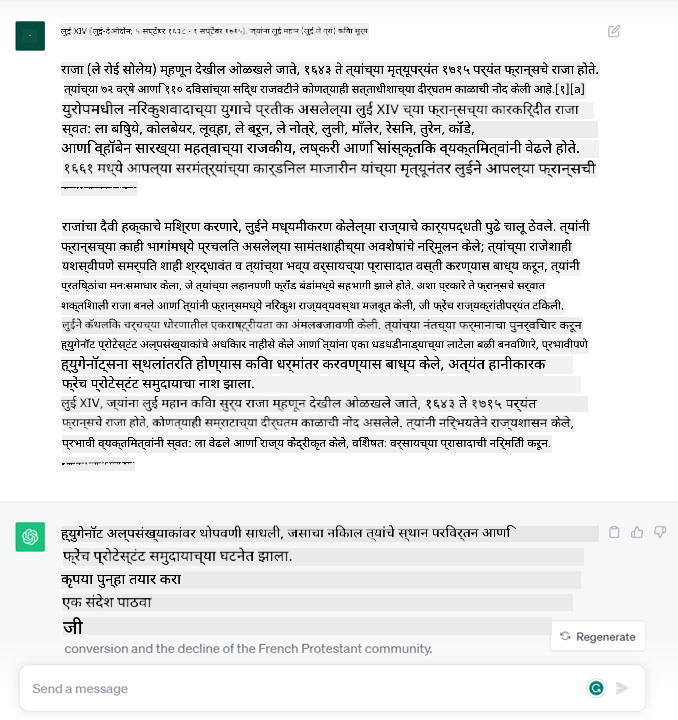 लुई XIV (लुई-डेओडोन; ५ सप्टेंबर १६३८ - १ सप्टेंबर १७१५), ज्यांना लुई महान (लुई ले ग्रां) किंवा सूर्य
राजा (ले रोई सोलेय) म्हणून देखील ओळखले जाते, १६४३ ते त्यांच्या मृत्यूपर्यंत १७१५ पर्यंत फ्रान्सचे राजा होते.
त्यांच्या ७२ वर्षे आणि ११० दिवसांच्या सिद्ध राजवटीने कोणत्याही सत्ताधीशाच्या दीर्घतम काळाची नोंद केली आहे.[१][a]
युरोपमधील निरंकुशवादाच्या युगाचे प्रतीक असलेल्या लुई XIV च्या फ्रान्सच्या कारकिर्दीत राजा
स्वत: ला बघुिये, कोलबेयर, लूव्हा, ले ब्रून, ले नोत्रे, लुली, मॉलेर, रेसनि, तुरेन, काँडे,
आणि व्हॉबेन सारख्या महत्वाच्या राजकीय, लष्करी आणि सांस्कृतिक व्यक्तमित्वांनी वेढले होते.
१६६१ मध्ये आपल्या सरमंत्र्यांच्या कार्डनिल माजारीन यांच्या मृत्यूनंतर लुईने आपल्या फ्रान्सची
राजांचा दैवी हक्काचे मिश्रण करणारे, लुईने मध्यमीकरण केलेल्या राज्याचे कार्यपद्धती पुढे चालू ठेवले. त्यांनी
फ्रान्सच्या काही भागांमध्ये प्रचलित असलेल्या सामंतशाहीच्या अवशेषांचे निर्मूलन केले; त्यांच्या राजेशाही
यशस्वीपणे समर्पित शाही श्रद्धावंत व त्यांच्या भव्य वर्सायच्या प्रासादात वस्ती करण्यास बाध्य करून, त्यांनी
प्रतिष्ठितांचा मन:समाधार केला, जे त्यांच्या लहानपणी फ्राँड बंडांमध्ये सहभागी झाले होते. अशा प्रकारे ते फ्रान्सचे सर्वात
शक्तिशाली राजा बनले आणि त्यांनी फ्रान्समध्ये निरंकुश राज्यव्यवस्था मजबूत केली, जी फ्रेंच राज्यक्रांतीपर्यंत टिकिली.
लुईने कॅथलिक चर्चच्या धोरणातील एकराष्ट्रीयता का अंमलबजावणी केली. त्यांच्या नंतच्या फर्मानाचा पुनर्विचार करून
ह्युगेनॉट प्रोटेस्टंट अल्पसंख्याकांचे अधिकार नाहीसे केले आणि त्यांना एका धडधडीनाड्याच्या लाटेला बळी बनविणारे, प्रभावीपणे
ह्युगेनॉट्सना स्थलांतरति होण्यास किवा धर्मांतर करवण्यास बाध्य केले, अत्यंत हानीकारक
फ्रेंच प्रोटेस्टंट समुदायाचा नाश झाला.
लुई XIV, ज्यांना लुई महान किंवा सूर्य राजा म्हणून देखील ओळखले जाते, १६४३ ते १७१५ पर्यंत
फ्रान्सचे राजा होते, कोणत्याही सम्राटाच्या दीर्घतम काळाची नोंद असलेले. त्यांनी निर्भयतेने राज्यशासन केले,
प्रभावी व्यक्तमित्वांनी स्वत: ला वेढले आणि राज्य केंद्रीकृत केले, विशेषत: वर्सायच्या प्रासादाची निर्मिती करून.
ह्युगेनॉट अल्पसंख्याकांवर थोपवणी साधली, जसाचा नकािल त्यांचे स्थान परिवर्तन आणि
फ्रेंच प्रोटेस्टंट समुदायाच्या घटनेत झाला.
कृपया पुन्हा तयार करा
एक संदेश पाठवा
जी
Regenerate
conversion and the decline of the French Protestant community.
Send a message